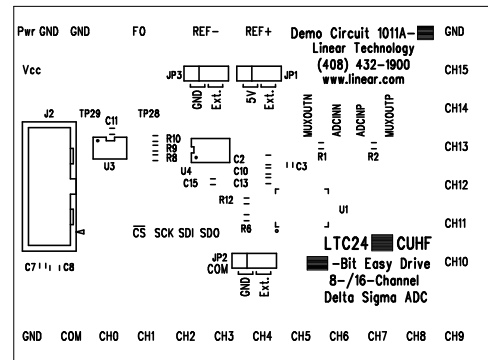 Pwr GND GND FO REF- REF+ Demo Circuit 1011A- GND
Linear Technology
(408) 432-1900
www.linear.com
Vcc CH15
JP3 JP1
GND Ext. 5V Ext.
MUXOUTN ADCINN ADCINP MUXOUTP
CH14
J2 TP29 TP28
C11
R10
R9
R8
U3
U4
C15
C2
C10
C13
C3
R1 R2
CH13
CH12
R12
R6
U1
CH11
CS SCK SDI SDO
LTC24 CUHF
JP2
COM
GND Ext.
-Bit Easy Drive
8-/16-Channel
Delta Sigma ADC
CH10
C7 C8
GND COM CH0 CH1 CH2 CH3 CH4 CH5 CH6 CH7 CH8 CH9